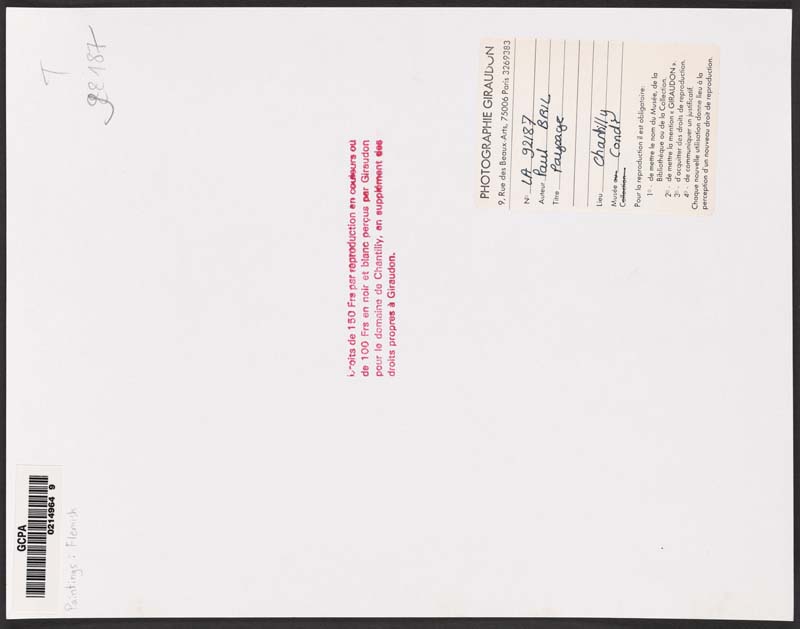 T
92187
PHOTOGRAPHIE GIRAUDON
9, Rue des Beaux-Arts, 75006 Paris 3269383
N° LA 92187
Auteur Paul BRIL
Titre Paysage
Lieu Chantilly
Musée ou Condé
Collection
Pour la reproduction il est obligatoire:
1° - de mettre le nom du Musée, de la
Bibliothèque ou de la Collection.
2° - de mettre la mention « GIRAUDON ».
3° - d'acquitter des droits de reproduction.
4° - de communiquer un justificatif.
Chaque nouvelle utilisation donne lieu à la
perception d'un nouveau droit de reproduction.
Droits de 150 Frs par reproduction en couleurs ou
de 100 Frs en noir et blanc perçus par Giraudon
pour le domaine de Chantilly, en supplément des
droits propres à Giraudon.
GCPA
0214964 9
Paintings: Flemish